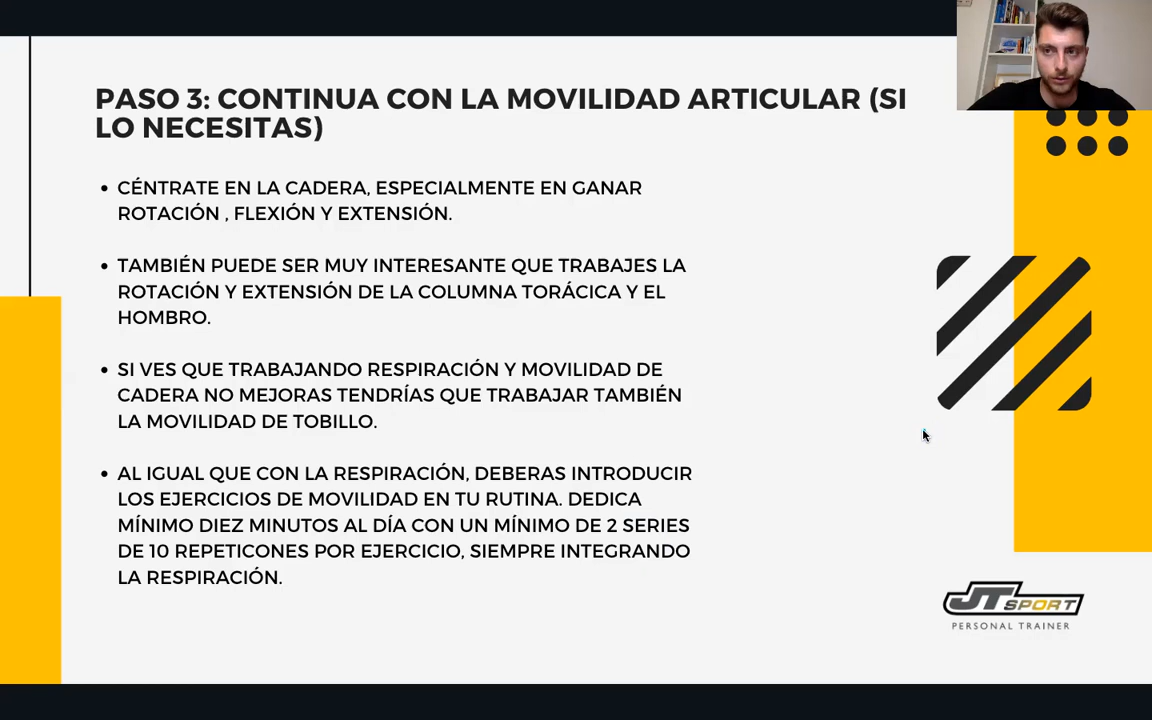 PASO 3: CONTINUA CON LA MOVILIDAD ARTICULAR (SI
LO NECESITAS)
• CÉNTRATE EN LA CADERA, ESPECIALMENTE EN GANAR
ROTACIÓN , FLEXIÓN Y EXTENSIÓN.
• TAMBIÉN PUEDE SER MUY INTERESANTE QUE TRABAJES LA
ROTACIÓN Y EXTENSIÓN DE LA COLUMNA TORÁCICA Y EL
HOMBRO.
• SI VES QUE TRABAJANDO RESPIRACIÓN Y MOVILIDAD DE
CADERA NO MEJORAS TENDRÍAS QUE TRABAJAR TAMBIÉN
LA MOVILIDAD DE TOBILLO.
• AL IGUAL QUE CON LA RESPIRACIÓN, DEBERAS INTRODUCIR
LOS EJERCICIOS DE MOVILIDAD EN TU RUTINA. DEDICA
MÍNIMO DIEZ MINUTOS AL DÍA CON UN MÍNIMO DE 2 SERIES
DE 10 REPETICONES POR EJERCICIO, SIEMPRE INTEGRANDO
LA RESPIRACIÓN.
JT SPORT
PERSONAL TRAINER